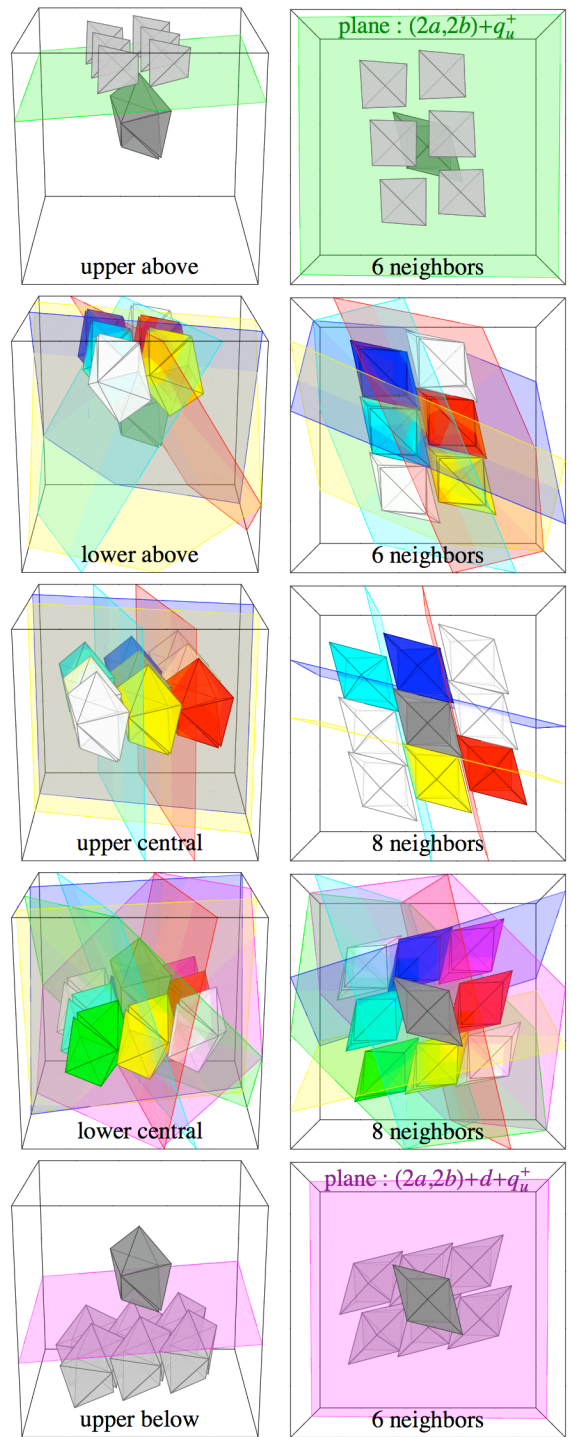 plane : (2a,2b)+q_u^+
upper above
6 neighbors
lower above
6 neighbors
upper central
8 neighbors
lower central
8 neighbors
plane : (2a,2b)+d+q_u^+
upper below
6 neighbors